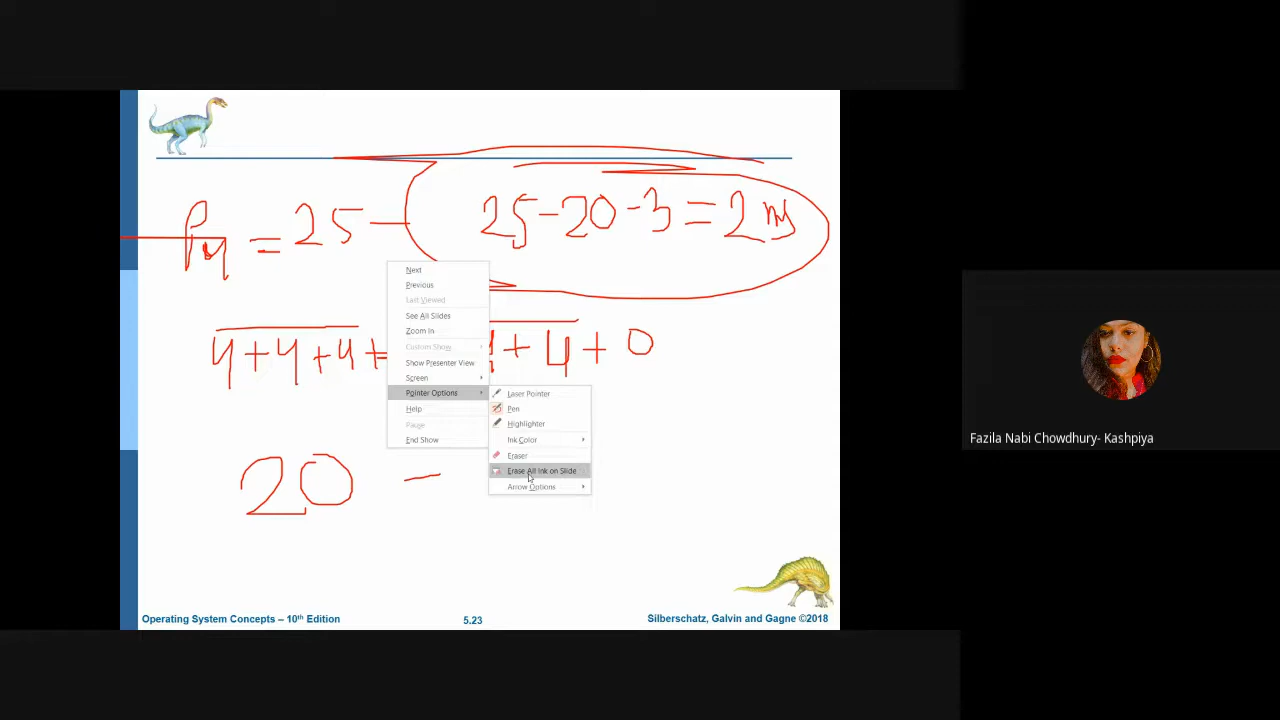 P4 = 25 - 25-20-3 = 2 ms
4+4+4+ 4+4+0
20 -
Next
Previous
Last Viewed
See All Slides
Zoom In
Custom Show
Show Presenter View
Screen
Pointer Options
Help
Pause
End Show
Laser Pointer
Pen
Highlighter
Ink Color
Eraser
Erase All Ink on Slide
Arrow Options
Fazila Nabi Chowdhury- Kashpiya
Operating System Concepts – 10th Edition 5.23 Silberschatz, Galvin and Gagne ©2018